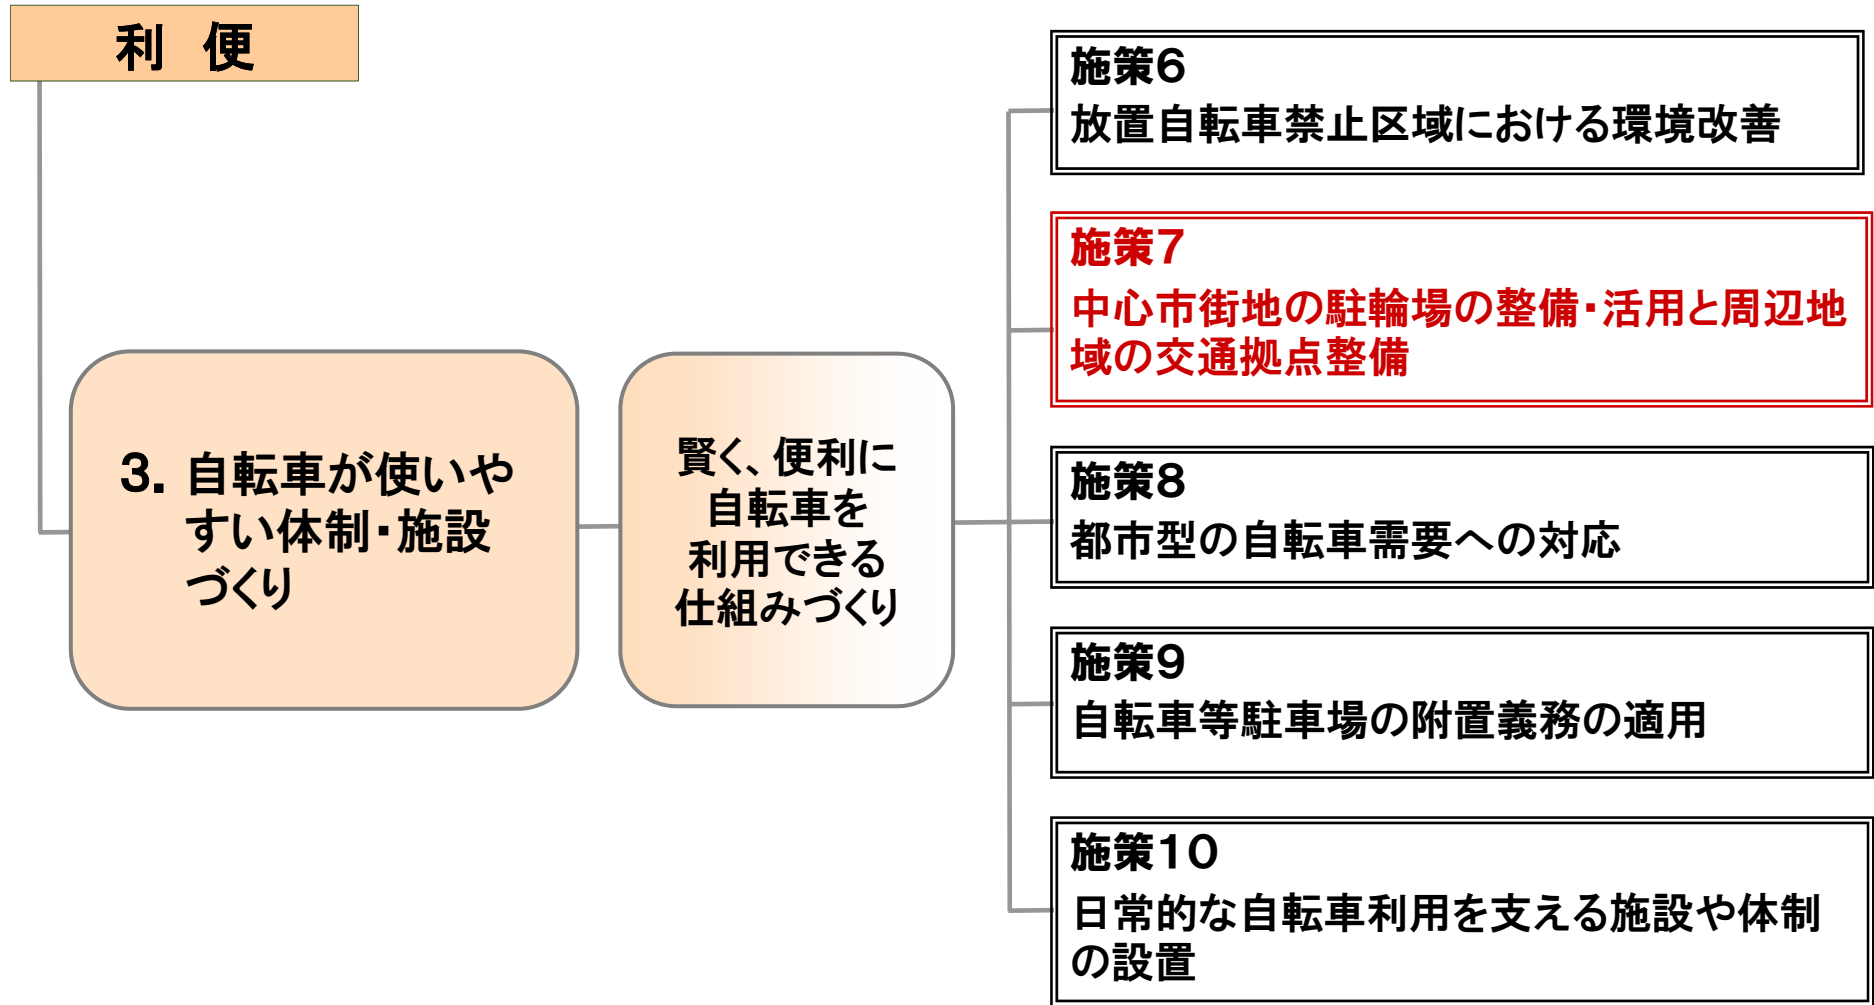 利 便
3. 自転車が使いや
すい体制・施設
づくり
賢く、便利に
自転車を
利用できる
仕組みづくり
施策6
放置自転車禁止区域における環境改善
施策7
中心市街地の駐輪場の整備・活用と周辺地
域の交通拠点整備
施策8
都市型の自転車需要への対応
施策9
自転車等駐車場の附置義務の適用
施策10
日常的な自転車利用を支える施設や体制
の設置